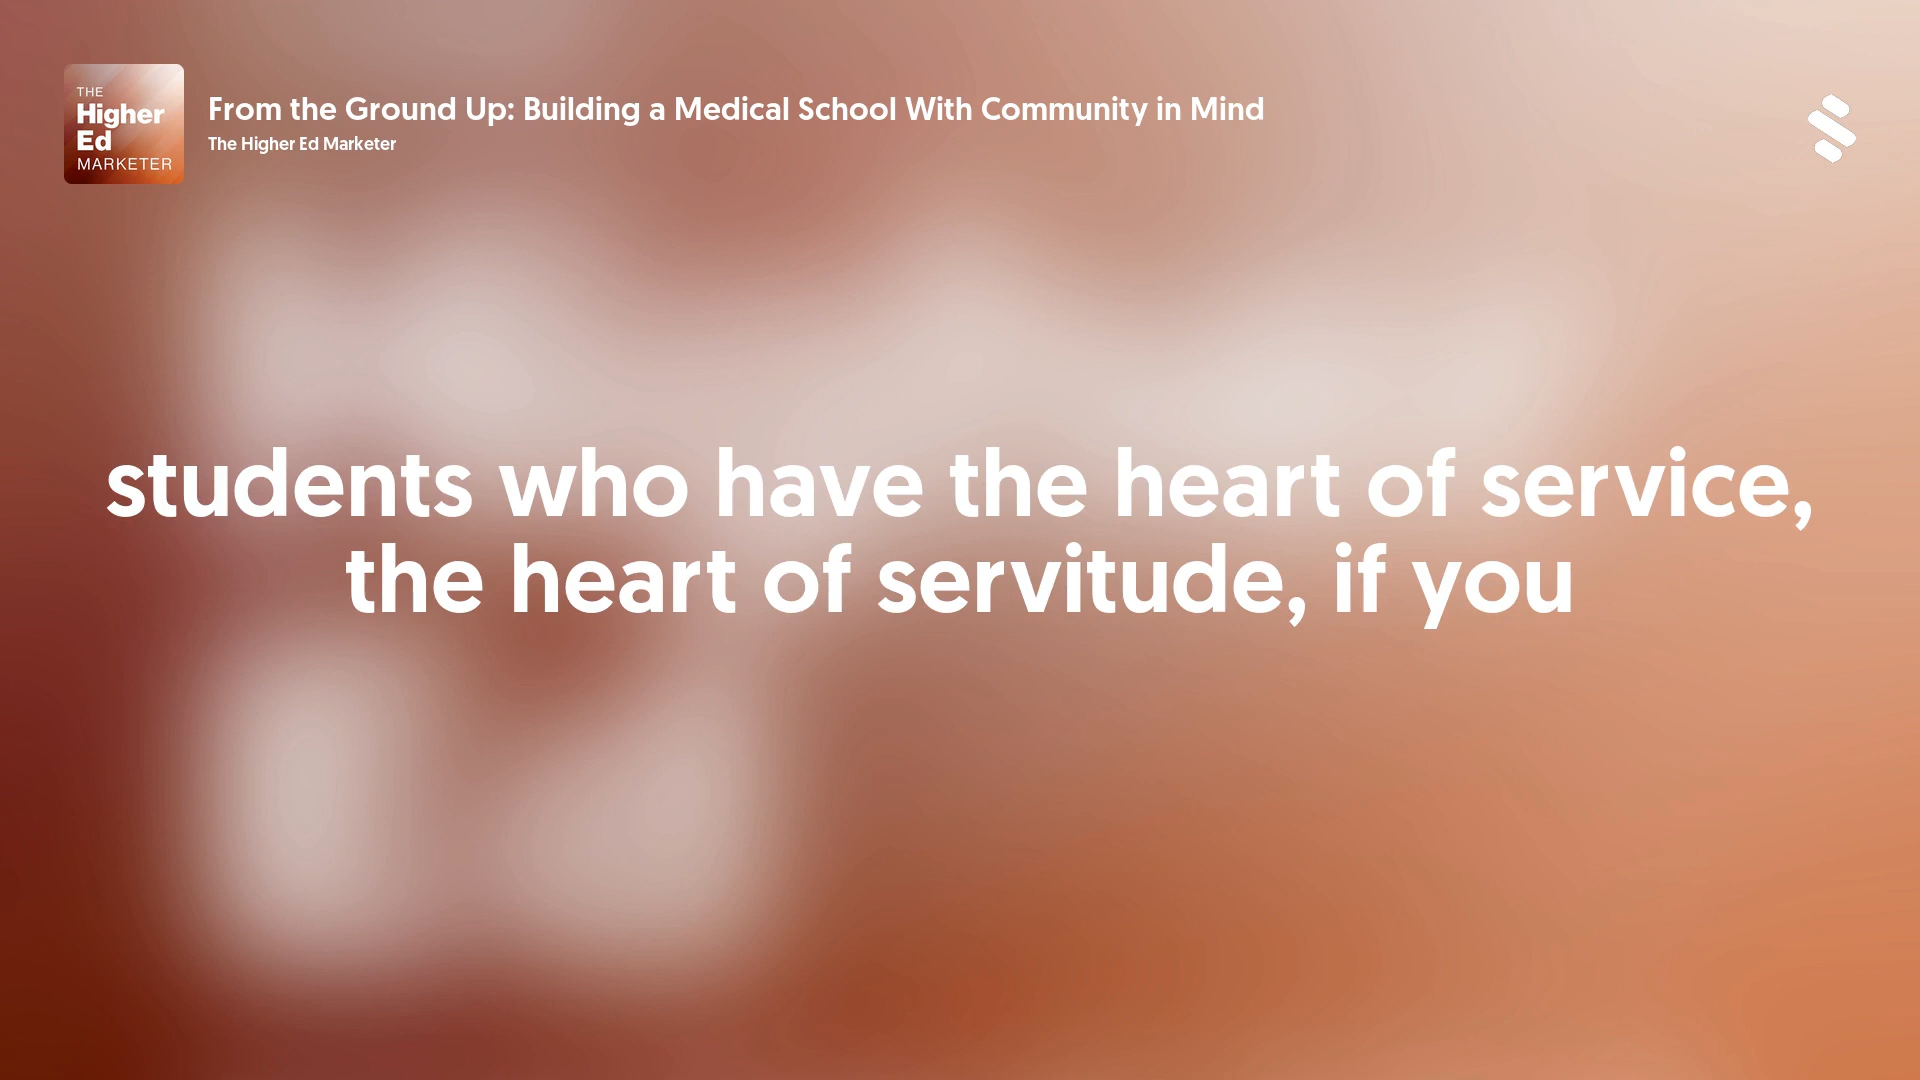 THE
Higher
Ed
MARKETER
From the Ground Up: Building a Medical School With Community in Mind
The Higher Ed Marketer
students who have the heart of service,
the heart of servitude, if you